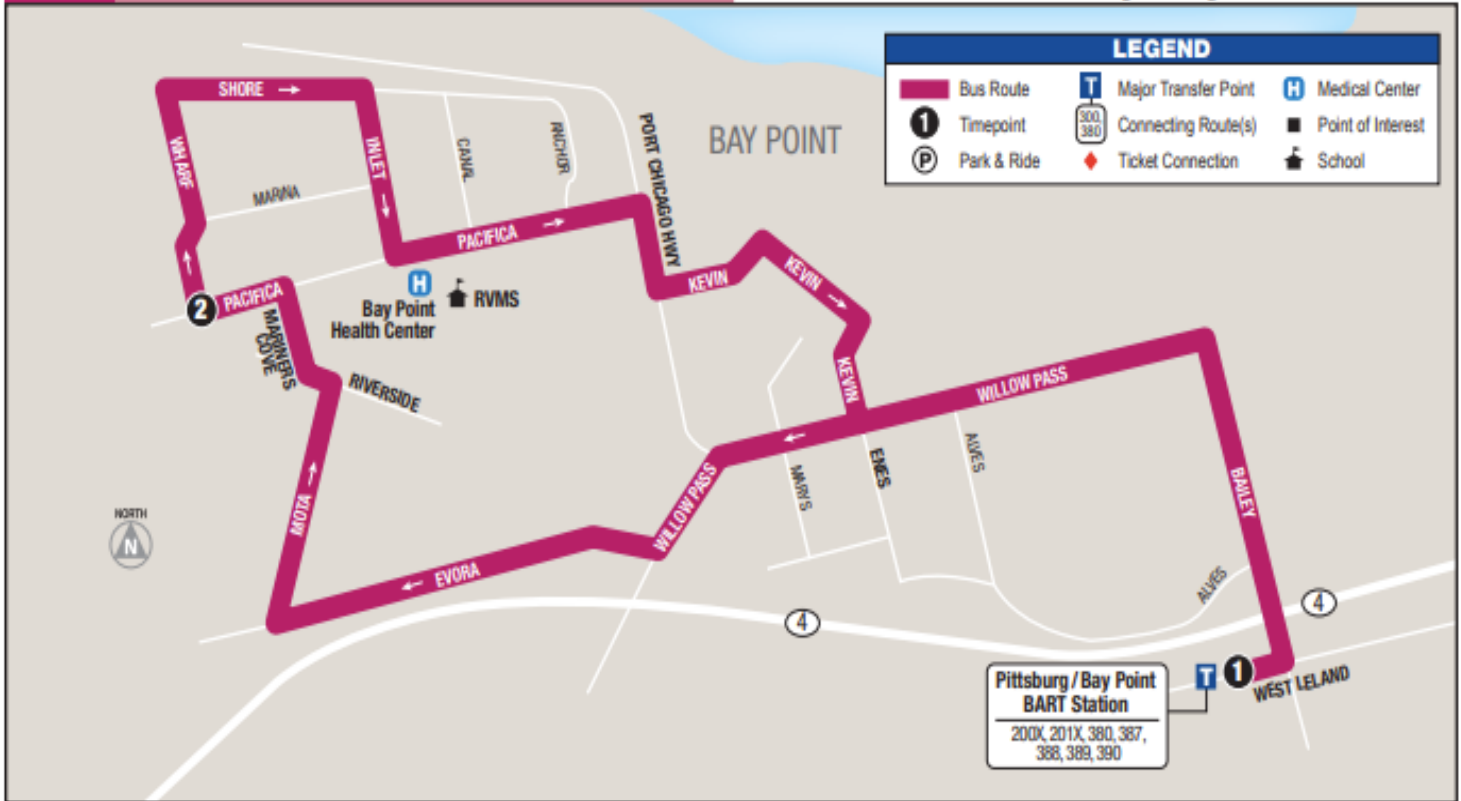 LEGEND
Bus Route
T
Major Transfer Point
H
Medical Center
1
Timepoint
300,
380
Connecting Route(s)
Point of Interest
P
Park & Ride
Ticket Connection
School
BAY POINT
SHORE
WHARF
INLET
MARINA
CANAL
ANCHOR
PORT CHICAGO HWY
PACIFICA
KEVIN
KEVIN
KEVIN
2
PACIFICA
MARINERS
COVE
H
Bay Point
Health Center
RVMS
RIVERSIDE
MOTA
EVORA
WILLOW PASS
WILLOW PASS
MARYS
ENES
ALVES
BAILEY
ALVES
NORTH
N
4
4
T
1
WEST LELAND
Pittsburg / Bay Point
BART Station
200X, 201X, 380, 387,
388, 389, 390